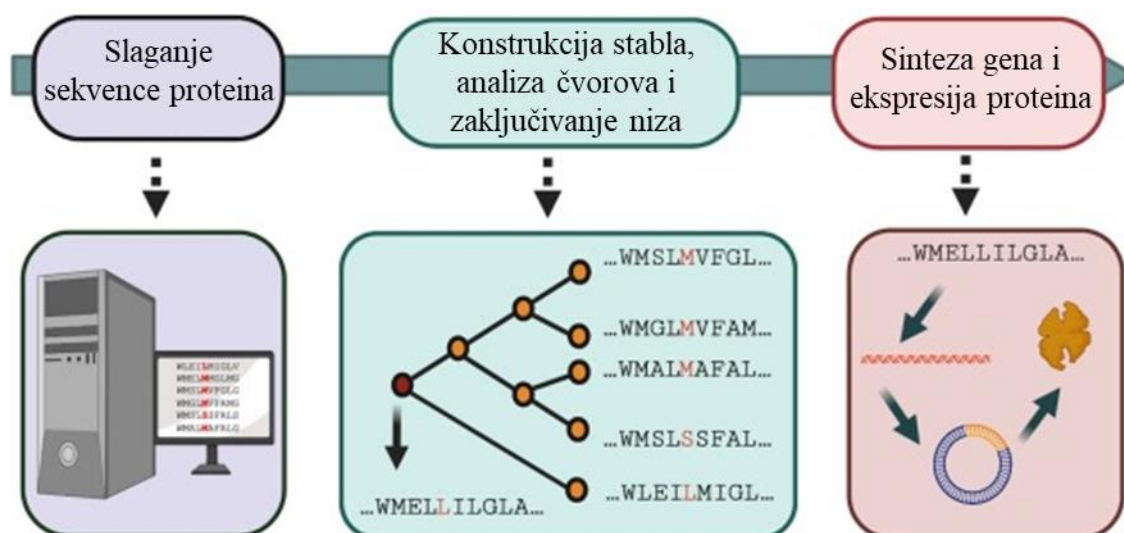 Slaganje
sekvence proteina
Konstrukcija stabla,
analiza čvorova i
zaključivanje niza
Sinteza gena i
ekspresija proteina
...WMSLMVFGL...
...WMGLMVFAM...
...WMALMAFAL...
...WMSLSSFAL...
...WLEILMIGL...
...WMELLILGLA...
...WMELLILGLA...